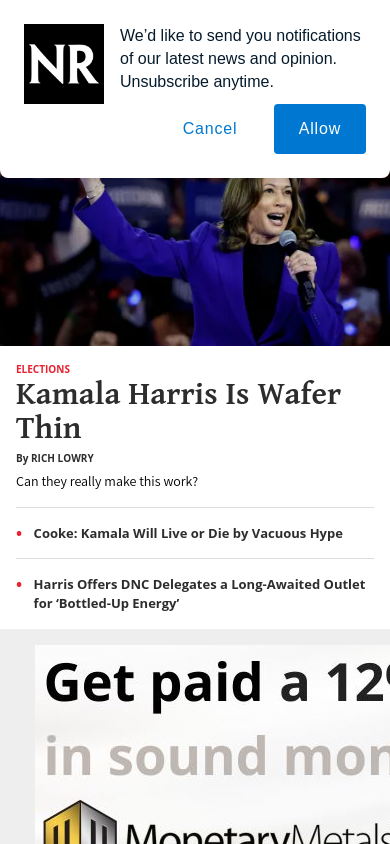 NR
We’d like to send you notifications
of our latest news and opinion.
Unsubscribe anytime.
Cancel
Allow
ELECTIONS
Kamala Harris Is Wafer
Thin
By RICH LOWRY
Can they really make this work?
• Cooke: Kamala Will Live or Die by Vacuous Hype
• Harris Offers DNC Delegates a Long-Awaited Outlet
for ‘Bottled-Up Energy’
Get paid a 12%
in sound
MonetaryMetals